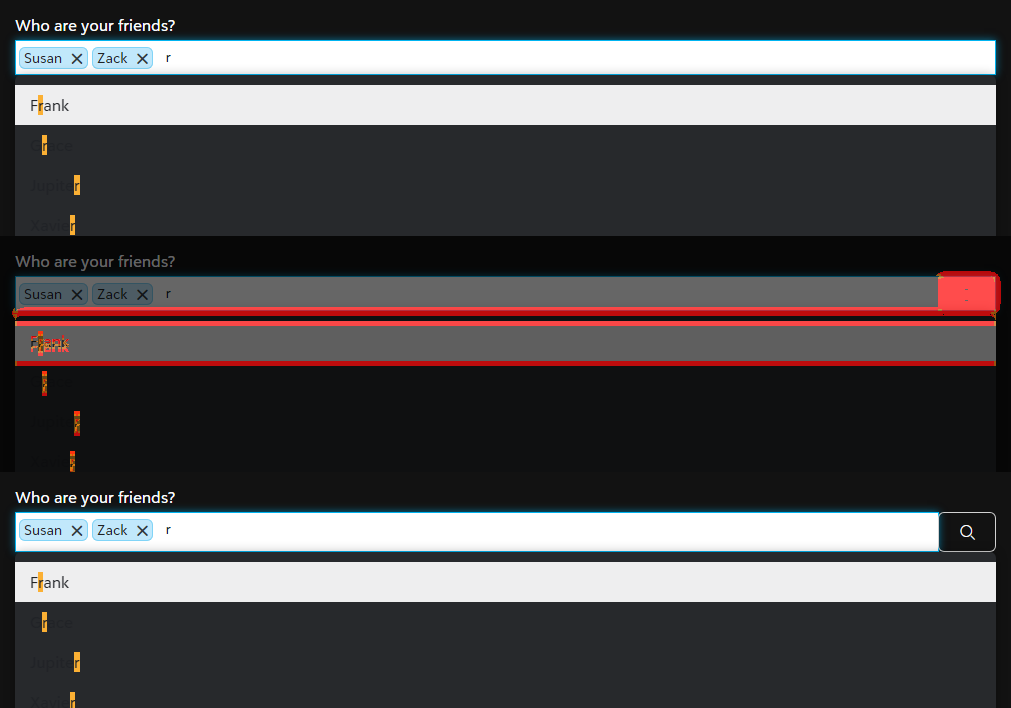 Who are your friends?
Susan Zack r
Frank
Grace
Jupiter
Xavier
Who are your friends?
Susan Zack r
Frank
r
r
r
Who are your friends?
Susan Zack r
Frank
Grace
Jupiter
Xavier